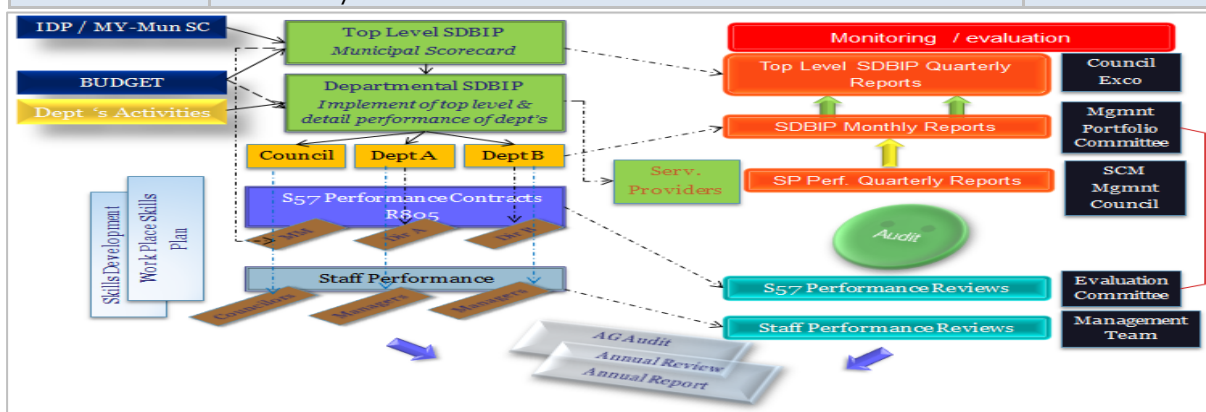 IDP / MY-Mun SC
BUDGET
Dept 's Activities
Top Level SDBIP
Municipal Scorecard
Departmental SDBIP
Implement of top level &
detail performance of dept's
Council
Dept A
Dept B
S57 Performance Contracts
R805
MM
Dir A
Dir B
Staff Performance
Councilors
Managers
Managers
Skills Development
Work Place Skills
Plan
Serv.
Providers
Monitoring / evaluation
Top Level SDBIP Quarterly
Reports
SDBIP Monthly Reports
SP Perf. Quarterly Reports
Audit
S57 Performance Reviews
Staff Performance Reviews
Council
Exco
Mgmnt
Portfolio
Committee
SCM
Mgmnt
Council
Evaluation
Committee
Management
Team
AG Audit
Annual Review
Annual Report